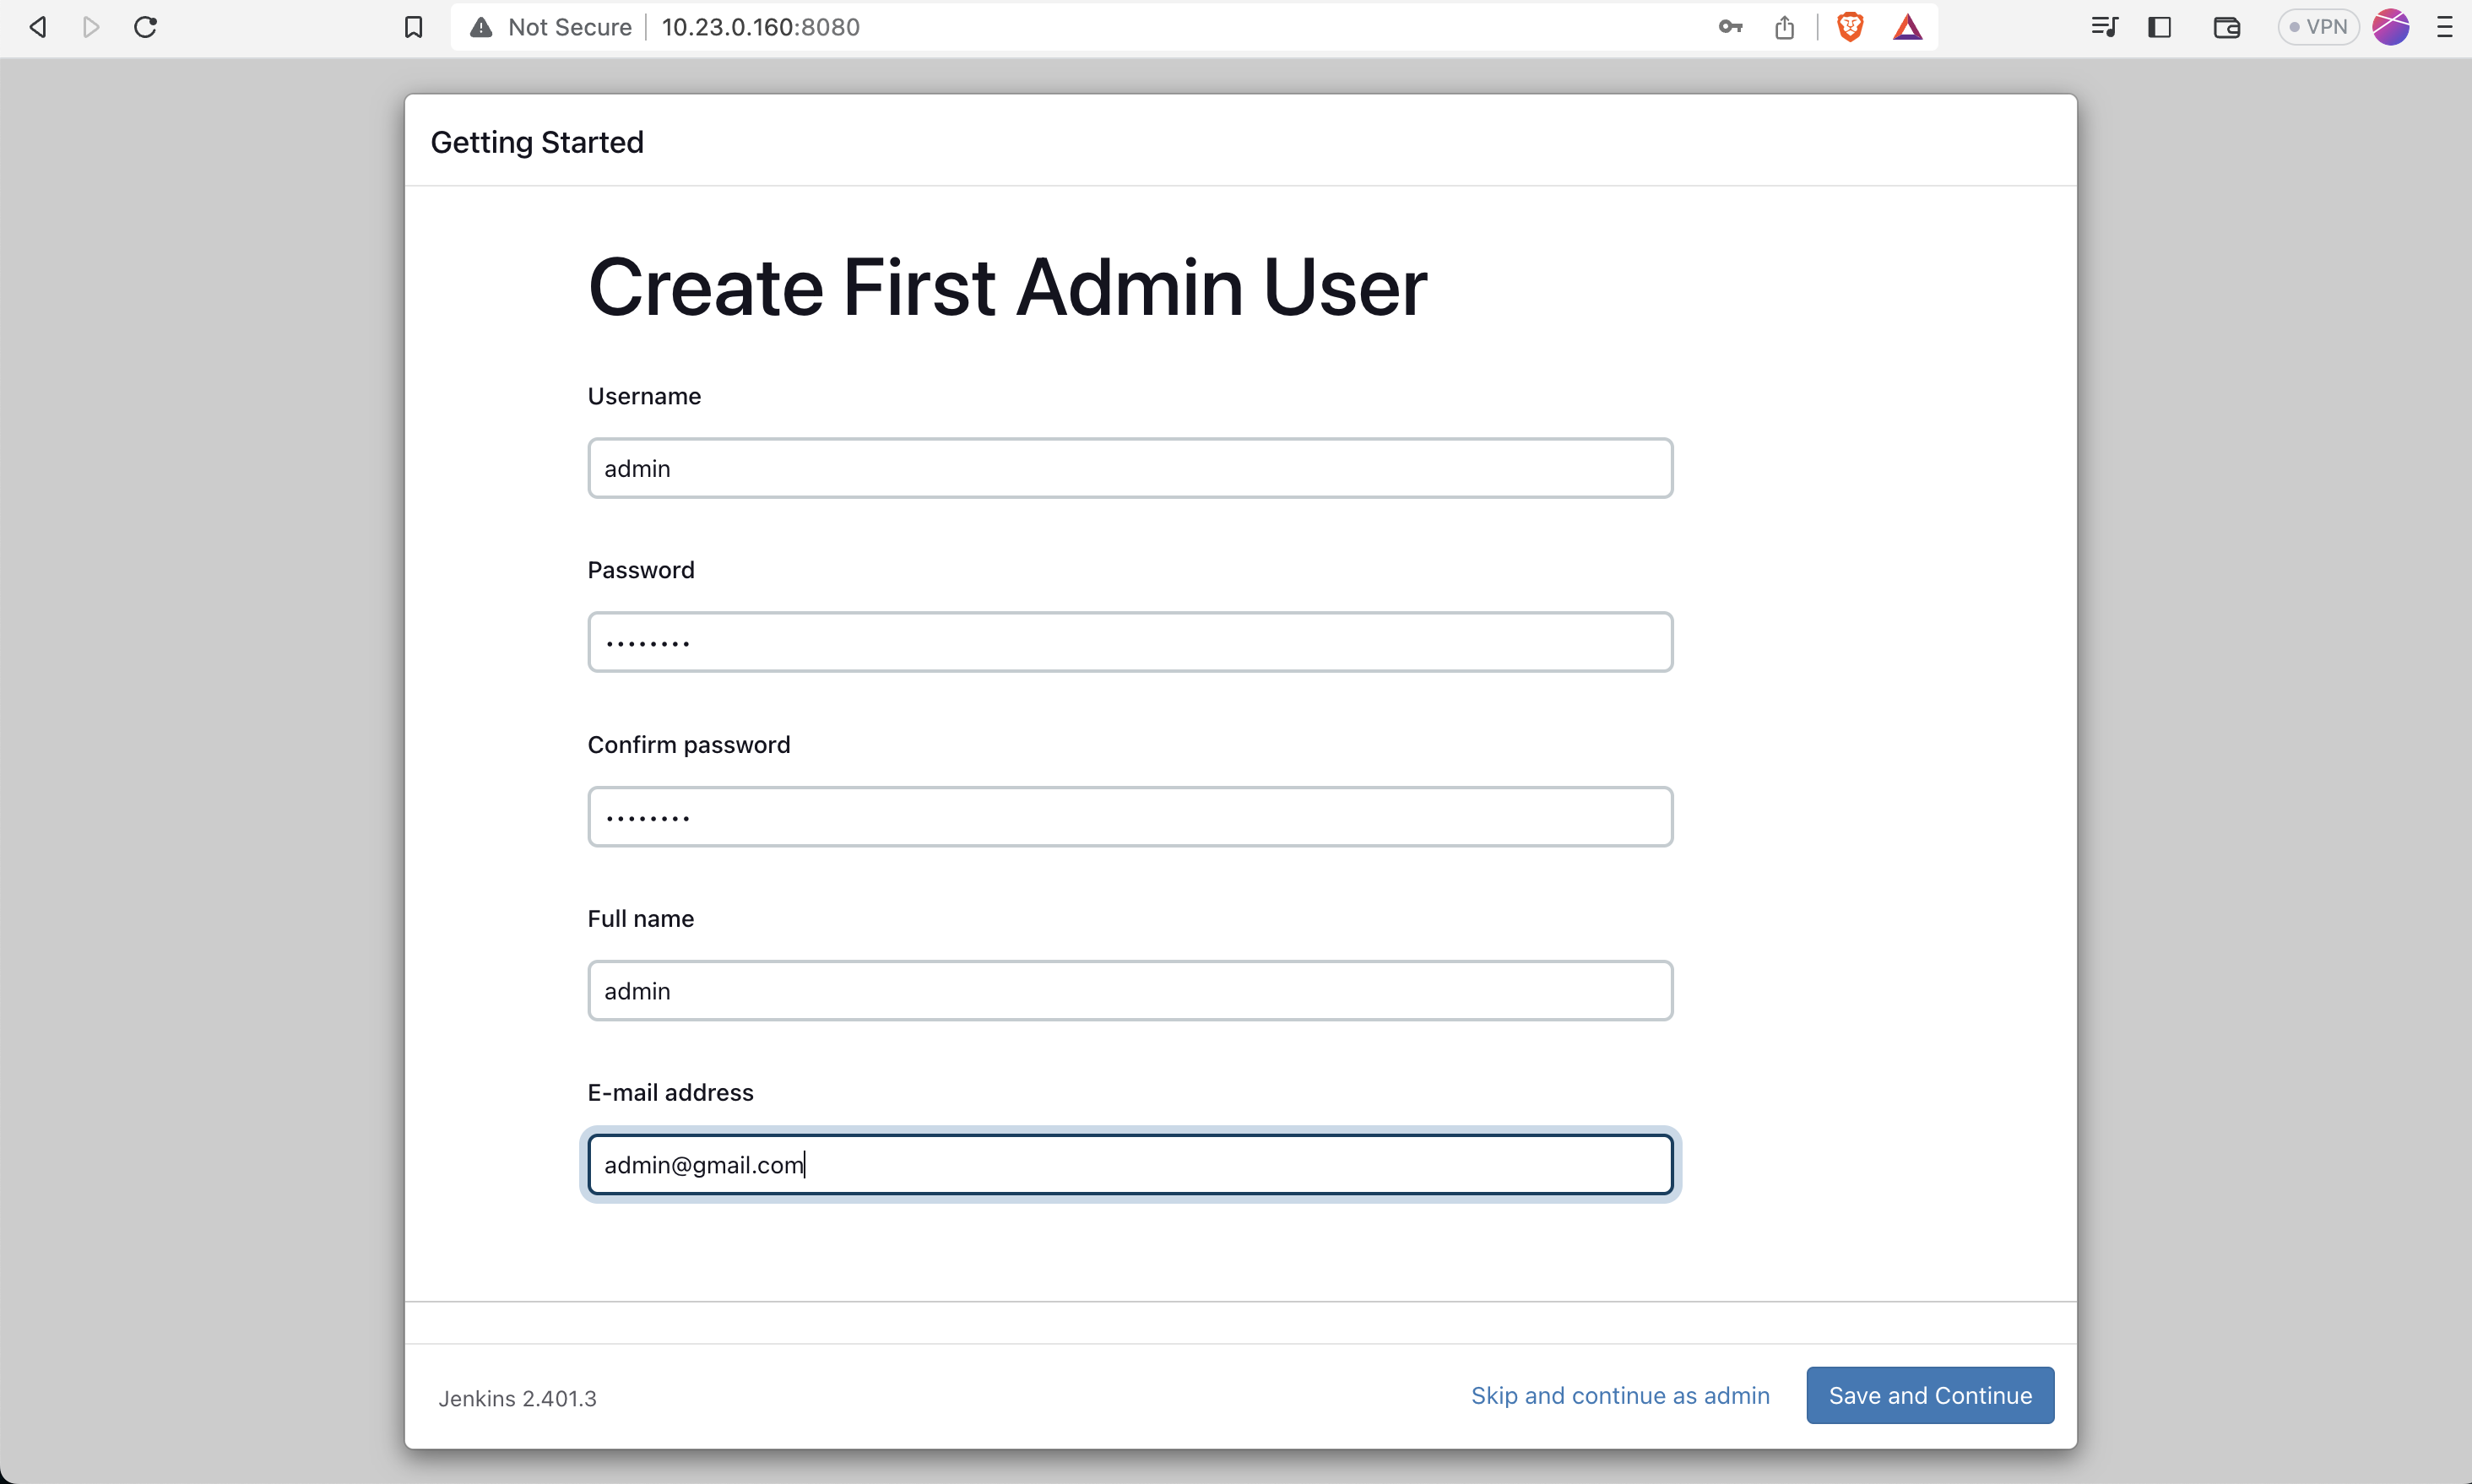 Not Secure 10.23.0.160:8080 VPN
Getting Started
Create First Admin User
Username
admin
Password
••••••••
Confirm password
••••••••
Full name
admin
E-mail address
admin@gmail.com
Jenkins 2.401.3 Skip and continue as admin Save and Continue